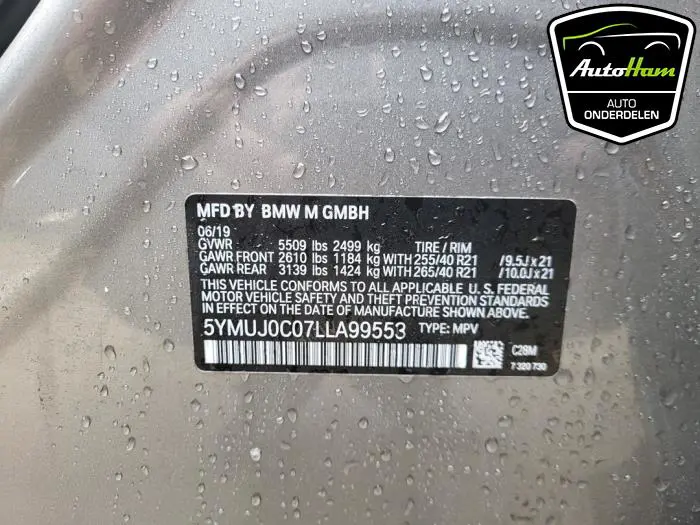 AutoHam
AUTO
ONDERDELEN
MFD BY BMW M GMBH
06/19
GVWR 5509 lbs 2499 kg TIRE / RIM
GAWR FRONT 2610 lbs 1184 kg WITH 255/40 R21 /9.5J x 21
GAWR REAR 3139 lbs 1424 kg WITH 265/40 R21 /10.0J x 21
THIS VEHICLE CONFORMS TO ALL APPLICABLE U. S. FEDERAL
MOTOR VEHICLE SAFETY AND THEFT PREVENTION STANDARDS
IN EFFECT ON THE DATE OF MANUFACTURE SHOWN ABOVE.
5YMUJ0C07LLA99553 TYPE: MPV
C28M
7 320 730